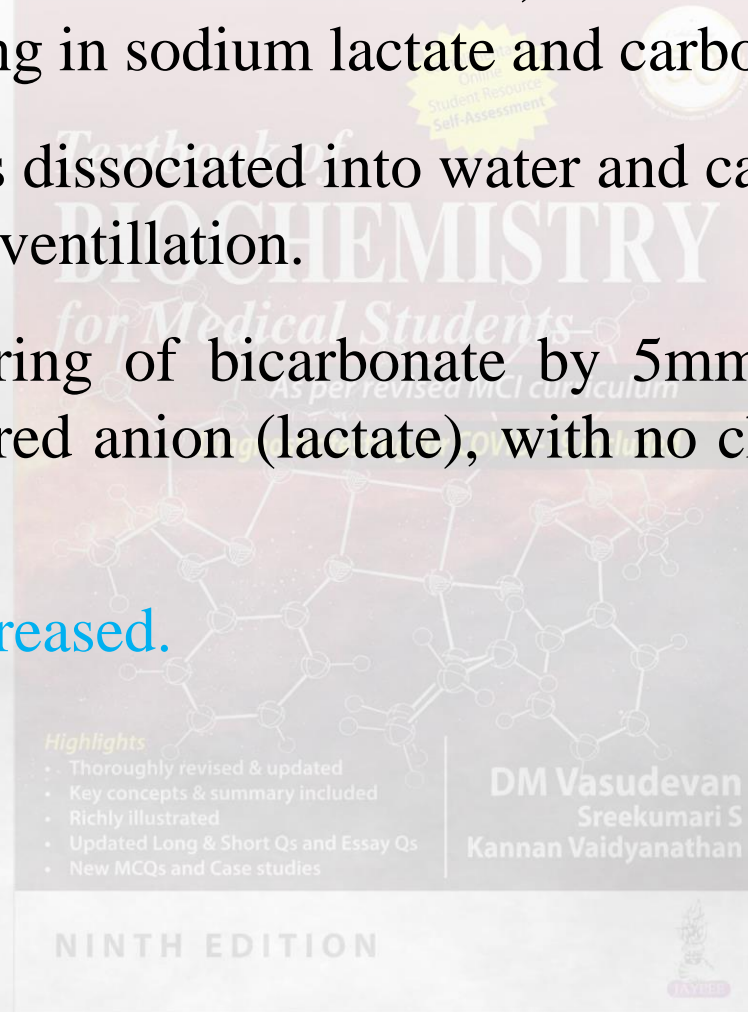 ng in sodium lactate and carbo
Online
Student Resource
Self-Assessment
Textbook of
s dissociated into water and ca
BIOCHEMISTRY
ventillation.
for Medical Students
ring of bicarbonate by 5mm
As per revised MCI curriculum
red anion (lactate), with no cl
reased.
Highlights
• Thoroughly revised & updated
• Key concepts & summary included
• Richly illustrated
• Updated Long & Short Qs and Essay Qs
• New MCQs and Case studies
DM Vasudevan
Sreekumari S
Kannan Vaidyanathan
NINTH EDITION
JAYPEE